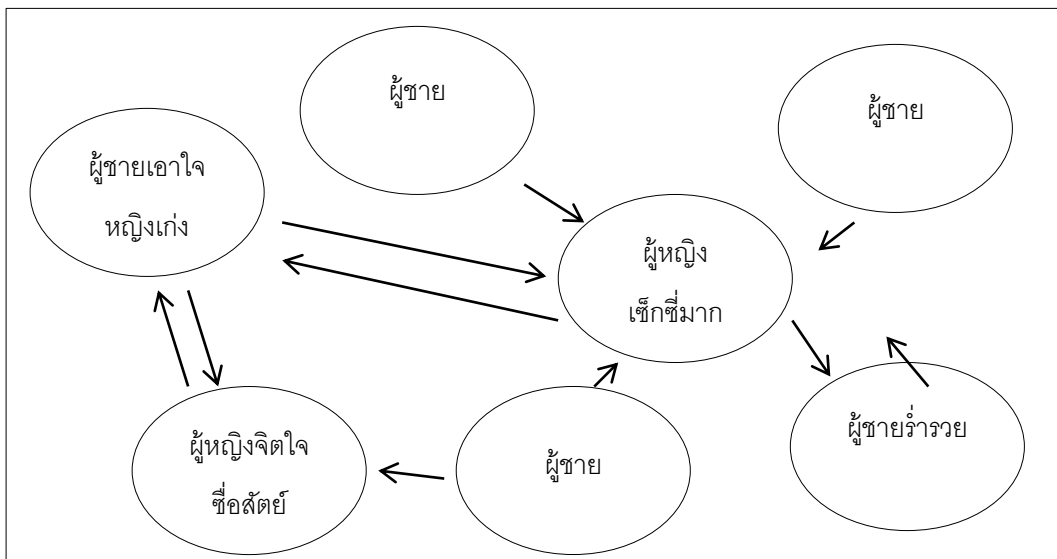 ผู้ชาย
ผู้ชาย
ผู้ชายเอาใจ
หญิงเก่ง
ผู้หญิง
เซ็กซี่มาก
ผู้ชายร่ำรวย
ผู้หญิงจิตใจ
ซื่อสัตย์
ผู้ชาย